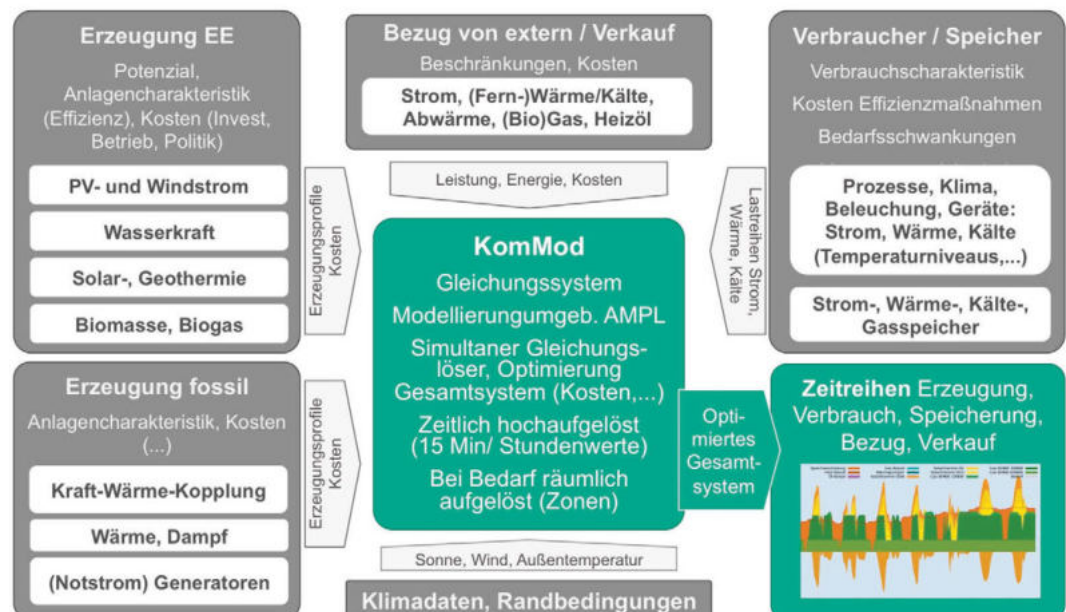 Erzeugung EE
Potenzial,
Anlagencharakteristik
(Effizienz), Kosten (Invest,
Betrieb, Politik)
PV- und Windstrom
Wasserkraft
Solar-, Geothermie
Biomasse, Biogas
Erzeugungsprofile
Kosten
Bezug von extern / Verkauf
Beschränkungen, Kosten
Strom, (Fern-)Wärme/Kälte,
Abwärme, (Bio)Gas, Heizöl
Leistung, Energie, Kosten
Verbraucher / Speicher
Verbrauchscharakteristik
Kosten Effizienzmaßnahmen
Bedarfsschwankungen
Prozesse, Klima,
Beleuchung, Geräte:
Strom, Wärme, Kälte
(Temperaturniveaus,...)
Strom-, Wärme-, Kälte-,
Gasspeicher
Lastreihen Strom,
Wärme, Kälte
KomMod
Gleichungssystem
Modellierungumgeb. AMPL
Simultaner Gleichungs-
löser, Optimierung
Gesamtsystem (Kosten,...)
Zeitlich hochaufgelöst
(15 Min/ Stundenwerte)
Bei Bedarf räumlich
aufgelöst (Zonen)
Erzeugung fossil
Anlagencharakteristik, Kosten
(...)
Kraft-Wärme-Kopplung
Wärme, Dampf
(Notstrom) Generatoren
Erzeugungsprofile
Kosten
Opti-
miertes
Gesamt-
system
Zeitreihen Erzeugung,
Verbrauch, Speicherung,
Bezug, Verkauf
Sonne, Wind, Außentemperatur
Klimadaten, Randbedingungen